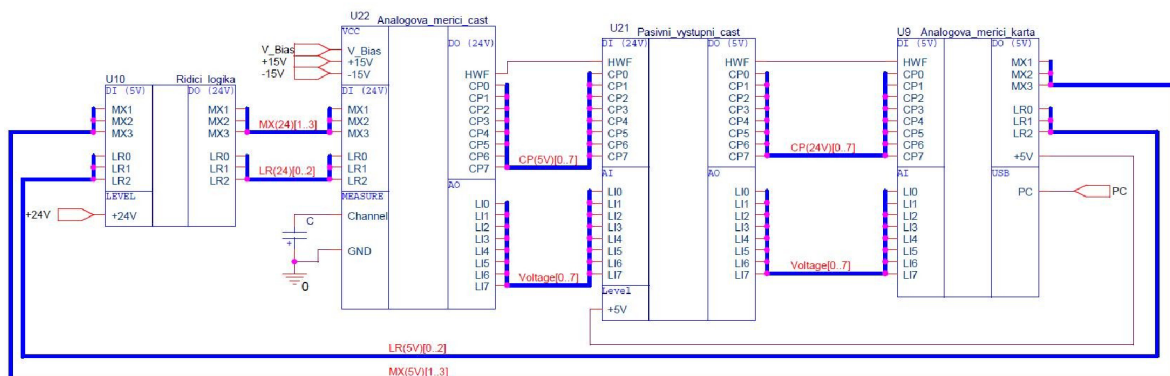 U10
Ridici_logika
DI (5V)
DO (24V)
MX1
MX2
MX3
LR0
LR1
LR2
MX1
MX2
MX3
LR0
LR1
LR2
LEVEL
+24V
+24V
MX(24)[1..3]
LR(24)[0..2]
U22
Analogova_merici_cast
VCC
V_Bias
+15V
-15V
V_Bias
+15V
-15V
DI (24V)
MX1
MX2
MX3
LR0
LR1
LR2
MEASURE
Channel
GND
C
+
0
DO (24V)
HWF
CP0
CP1
CP2
CP3
CP4
CP5
CP6
CP7
AO
LI0
LI1
LI2
LI3
LI4
LI5
LI6
LI7
CP(5V)[0..7]
Voltage[0..7]
U21
Pasivni_vystupni_cast
DI (24V)
DO (5V)
HWF
CP0
CP1
CP2
CP3
CP4
CP5
CP6
CP7
AI
LI0
LI1
LI2
LI3
LI4
LI5
LI6
LI7
Level
+5V
HWF
CP0
CP1
CP2
CP3
CP4
CP5
CP6
CP7
AO
LI0
LI1
LI2
LI3
LI4
LI5
LI6
LI7
CP(24V)[0..7]
Voltage[0..7]
U9
Analogova_merici_karta
DI (5V)
DO (5V)
HWF
CP0
CP1
CP2
CP3
CP4
CP5
CP6
CP7
AI
LI0
LI1
LI2
LI3
LI4
LI5
LI6
LI7
MX1
MX2
MX3
LR0
LR1
LR2
+5V
USB
PC
PC
LR(5V)[0..2]
MX(5V)[1..3]